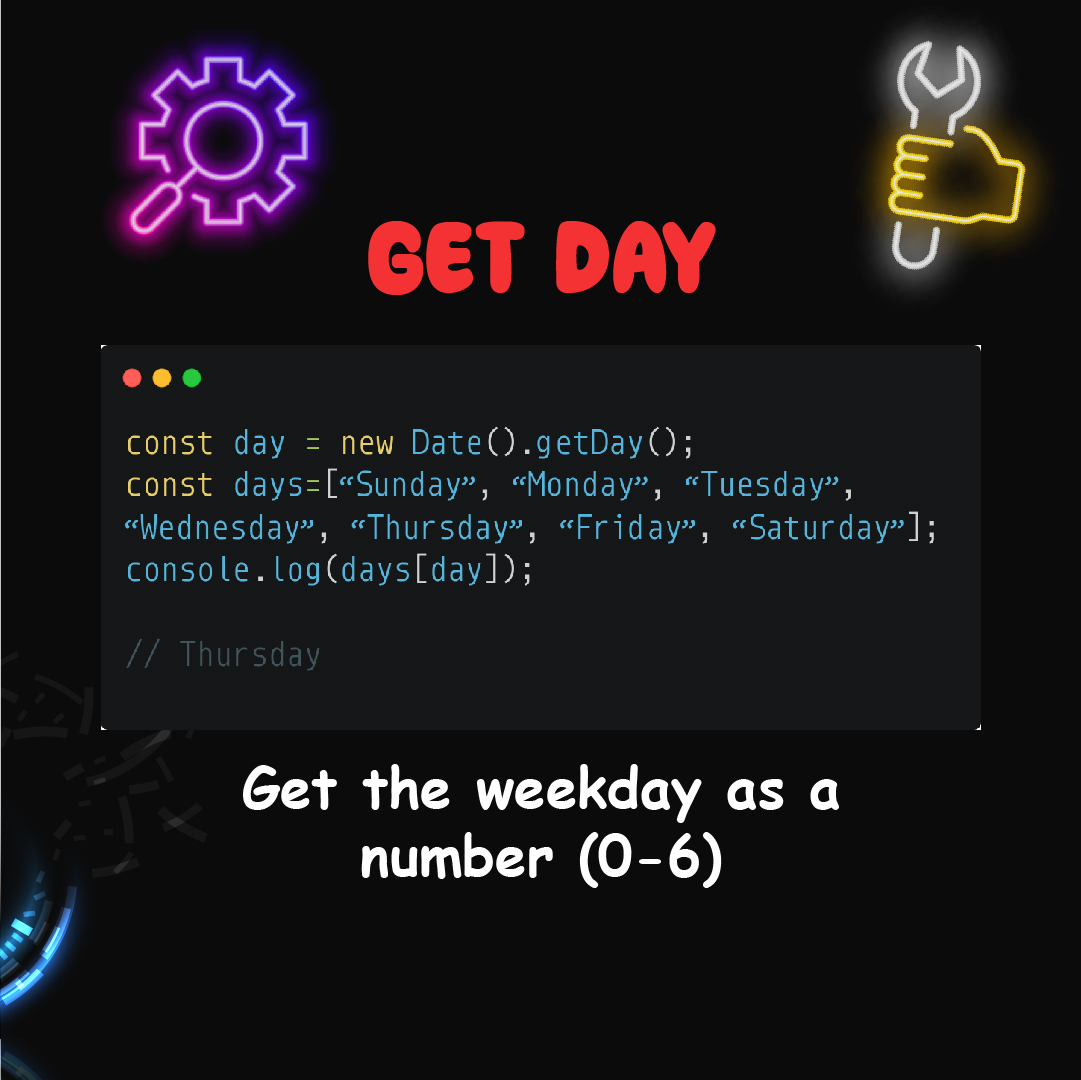 GET DAY
const day = new Date().getDay();
const days=[“Sunday”, “Monday”, “Tuesday”,
“Wednesday”, “Thursday”, “Friday”, “Saturday”];
console.log(days[day]);
// Thursday
Get the weekday as a
number (0-6)